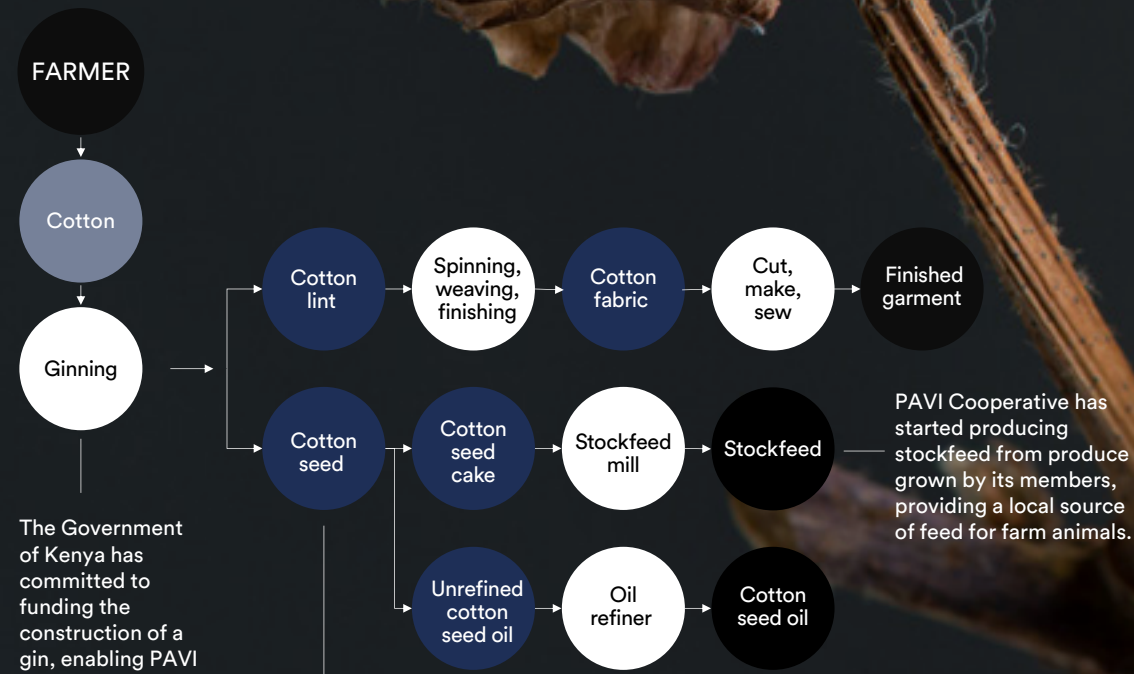 FARMER
Cotton
Ginning
Cotton
lint
Spinning,
weaving,
finishing
Cotton
fabric
Cut,
make,
sew
Finished
garment
Cotton
seed
Cotton
seed
cake
Stockfeed
mill
Stockfeed
PAVI Cooperative has
started producing
stockfeed from produce
grown by its members,
providing a local source
of feed for farm animals.
Unrefined
cotton
seed oil
Oil
refiner
Cotton
seed oil
The Government
of Kenya has
committed to
funding the
construction of a
gin, enabling PAVI